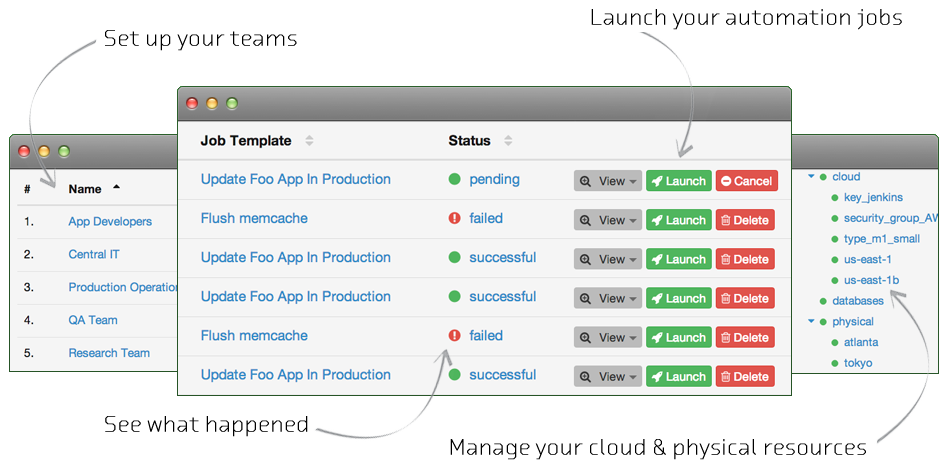 Launch your automation jobs
Set up your teams
# Name
1. App Developers
2. Central IT
3. Production Operation
4. QA Team
5. Research Team
Job Template Status
Update Foo App In Production pending View Launch Cancel
Flush memcache failed View Launch Delete
Update Foo App In Production successful View Launch Delete
Update Foo App In Production successful View Launch Delete
Flush memcache failed View Launch Delete
Update Foo App In Production successful View Launch Delete
cloud
key_jenkins
security_group_AW
type_m1_small
us-east-1
us-east-1b
databases
physical
atlanta
tokyo
See what happened
Manage your cloud & physical resources